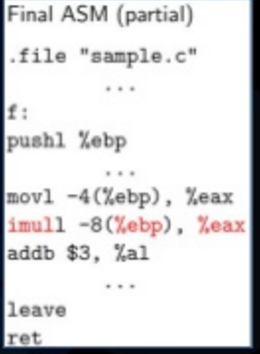 Final ASM (partial)
.file "sample.c"
...
f:
pushl %ebp
...
movl -4(%ebp), %eax
imull -8(%ebp), %eax
addb $3, %al
...
leave
ret